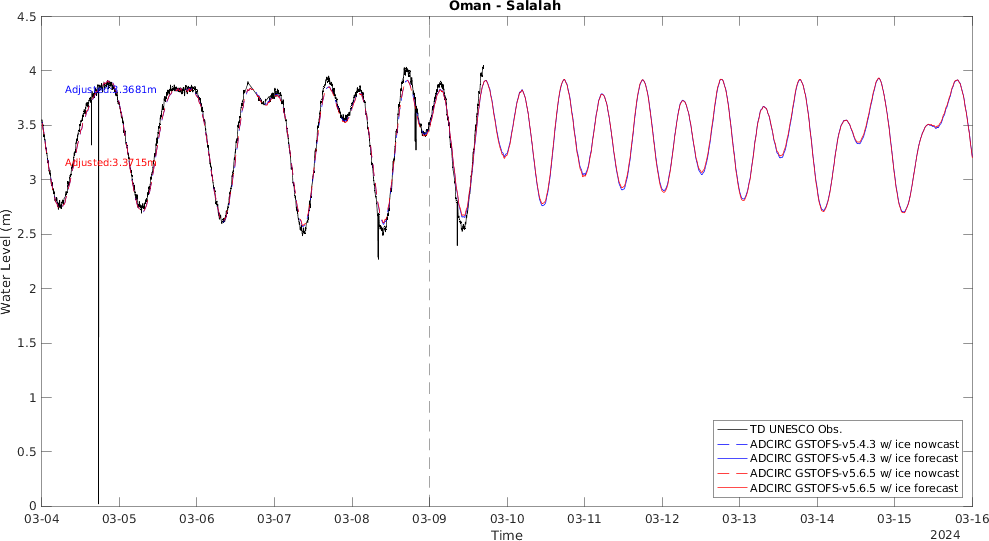 Oman - Salalah
4.5
4
3.5
3
2.5
2
1.5
1
0.5
0
Water Level (m)
Adjusted:3.3681m
Adjusted:3.3715m
TD UNESCO Obs.
ADCIRC GSTOFS-v5.4.3 w/ ice nowcast
ADCIRC GSTOFS-v5.4.3 w/ ice forecast
ADCIRC GSTOFS-v5.6.5 w/ ice nowcast
ADCIRC GSTOFS-v5.6.5 w/ ice forecast
03-04 03-05 03-06 03-07 03-08 03-09 03-10 03-11 03-12 03-13 03-14 03-15 03-16
Time
2024